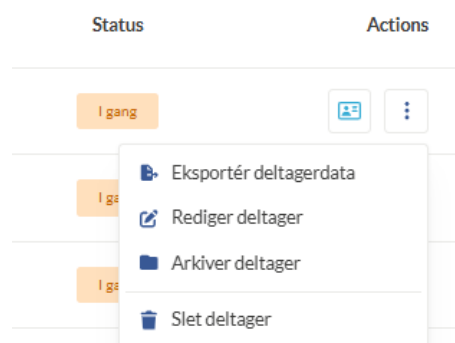 Status Actions
I gang
Eksportér deltagerdata
Rediger deltager
Arkiver deltager
Slet deltager